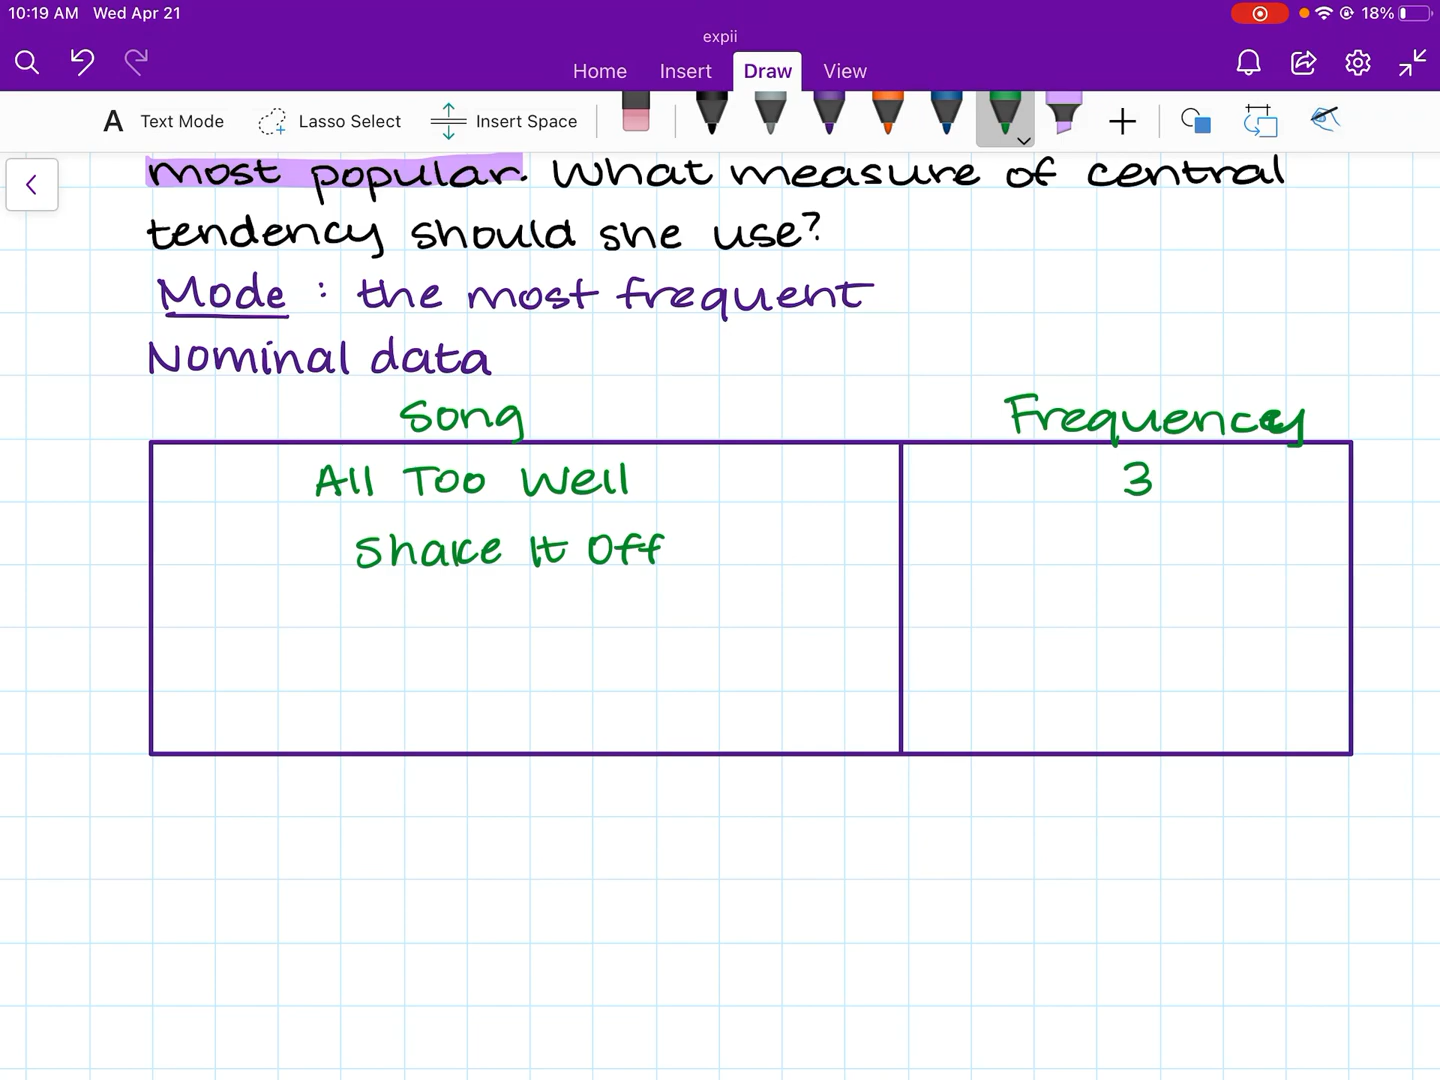 10:19 AM Wed Apr 21 18%
expii
Home Insert Draw View
A Text Mode Lasso Select Insert Space
most popular. What measure of central
tendency should she use?
Mode : the most frequent
Nominal data
Song Frequency
All Too Well 3
Shake It Off